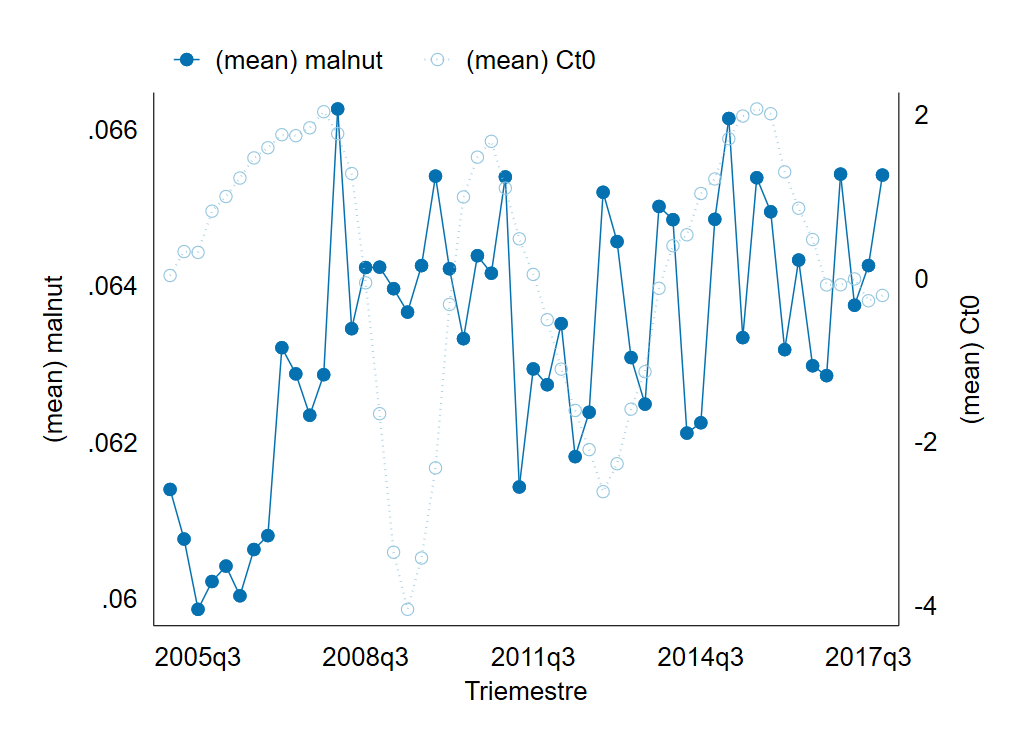 (mean) malnut (mean) Ct0
.066
.064
.062
.06
(mean) malnut
2
0
-2
-4
(mean) Ct0
2005q3 2008q3 2011q3 2014q3 2017q3
Triemestre